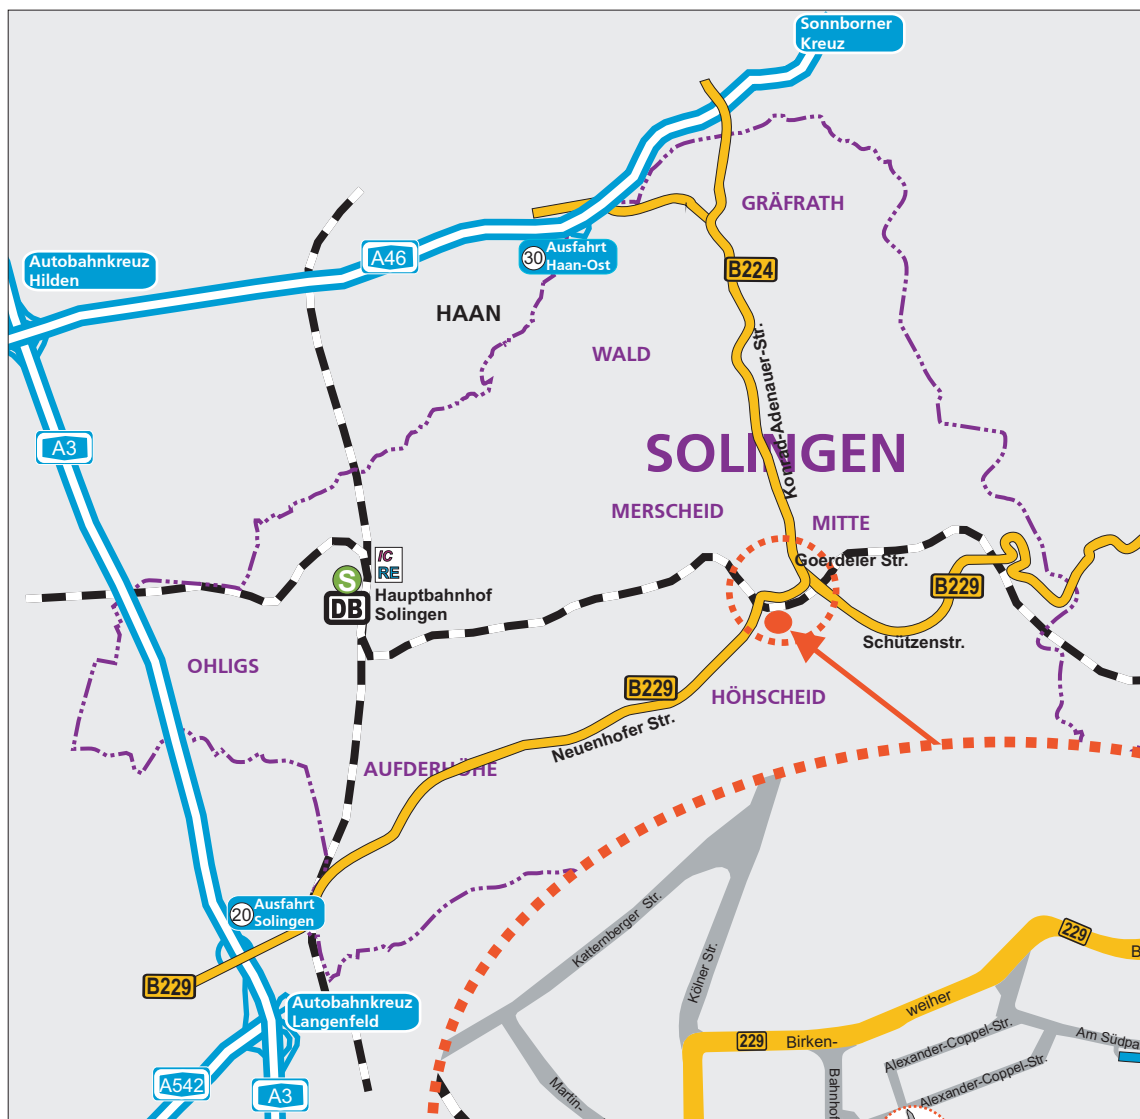 Sonnborner
Kreuz
GRÄFRATH
Autobahnkreuz
Hilden
A46
30
Ausfahrt
Haan-Ost
B224
HAAN
WALD
Konrad-Adenauer-Str.
A3
SOLINGEN
MERSCHEID
MITTE
IC
RE
S
DB
Hauptbahnhof
Solingen
Goerdeler Str.
B229
Schützenstr.
OHLIGS
B229
HÖHSCHEID
Neuenhofer Str.
AUFDERHÖHE
20
Ausfahrt
Solingen
B229
Autobahnkreuz
Langenfeld
A542
A3
Katternberger Str.
Kölner Str.
229
B
weiher
229
Birken-
Alexander-Coppel-Str.
Am Südpa
Alexander-Coppel-Str.
Martin-
Bahnhof